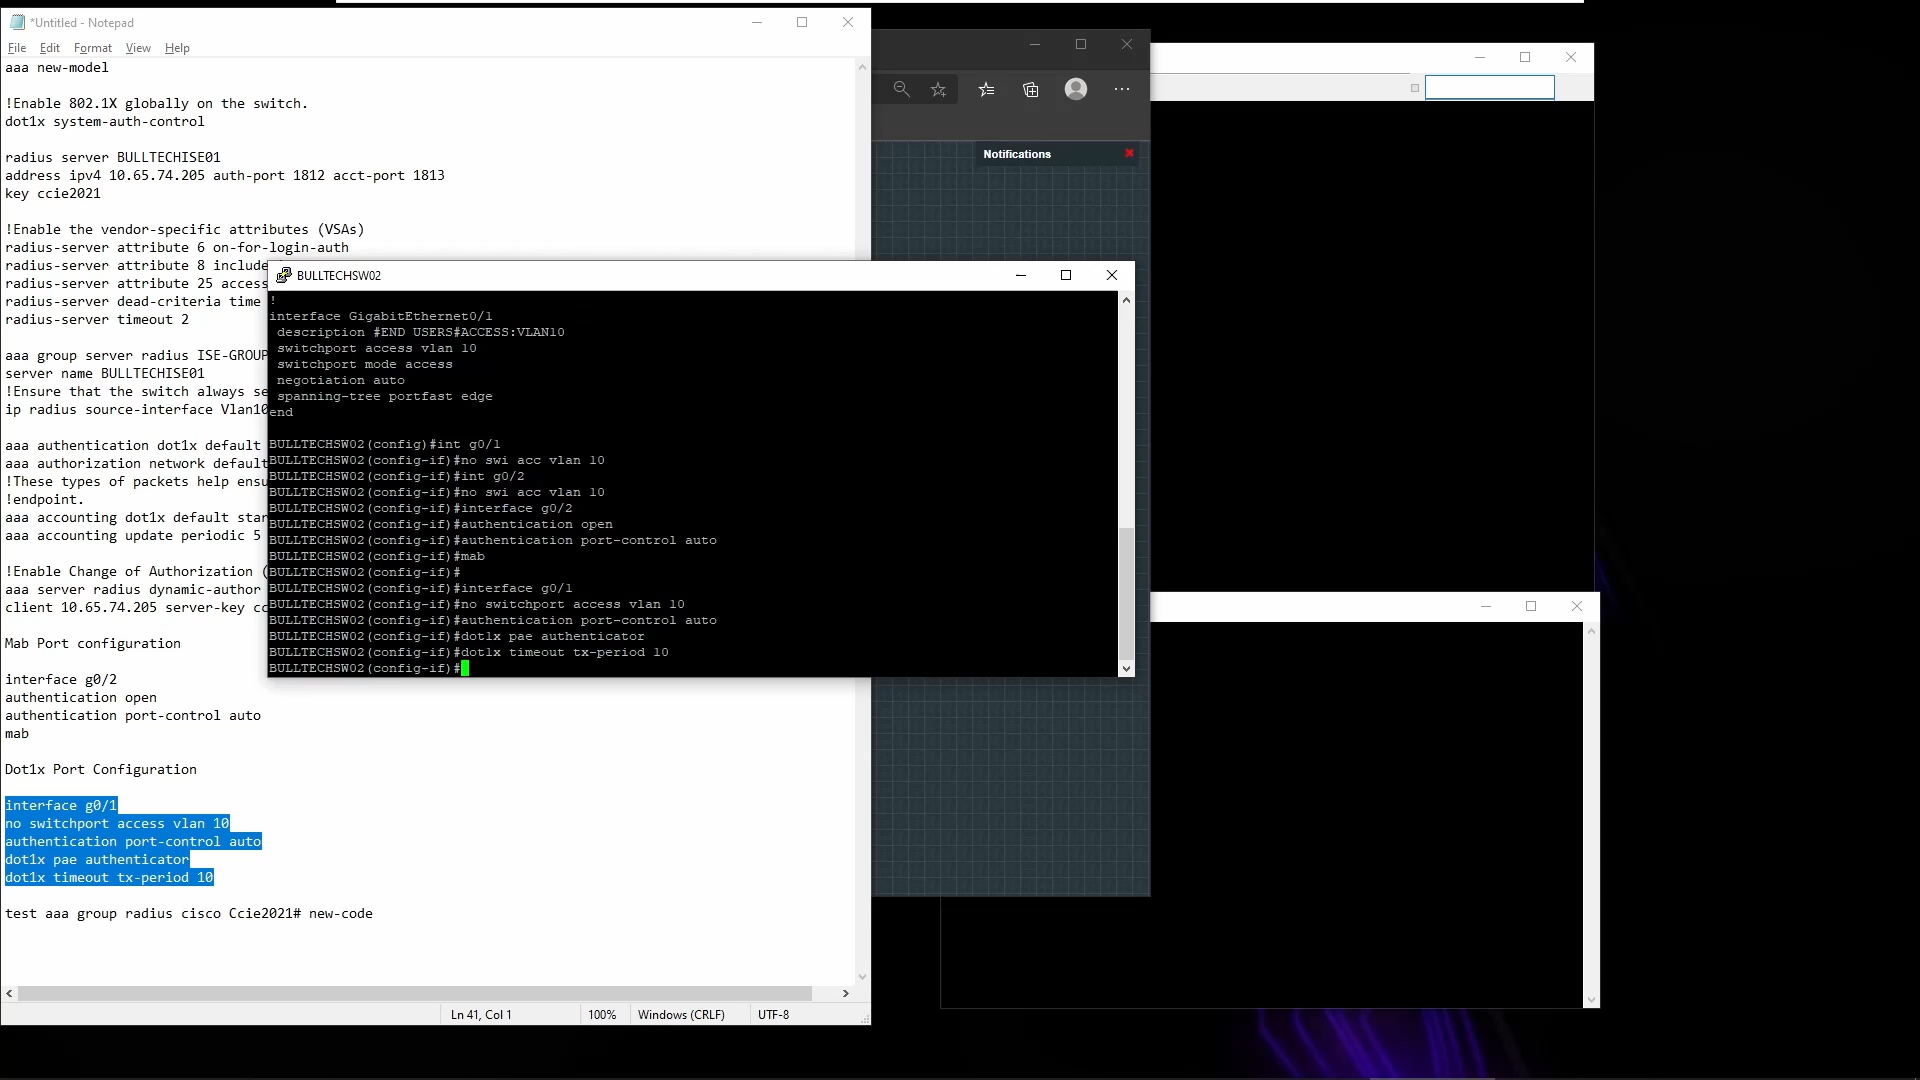 *Untitled - Notepad
File Edit Format View Help
aaa new-model
!Enable 802.1X globally on the switch.
dot1x system-auth-control
radius server BULLTECHISE01
address ipv4 10.65.74.205 auth-port 1812 acct-port 1813
key ccie2021
!Enable the vendor-specific attributes (VSAs)
radius-server attribute 6 on-for-login-auth
radius-server attribute 8 include
radius-server attribute 25 access
radius-server dead-criteria time
radius-server timeout 2
aaa group server radius ISE-GROUP
server name BULLTECHISE01
!Ensure that the switch always se
ip radius source-interface Vlan10
aaa authentication dot1x default
aaa authorization network default
!These types of packets help ensu
!endpoint.
aaa accounting dot1x default star
aaa accounting update periodic 5
!Enable Change of Authorization (
aaa server radius dynamic-author
client 10.65.74.205 server-key cc
Mab Port configuration
interface g0/2
authentication open
authentication port-control auto
mab
Dot1x Port Configuration
interface g0/1
no switchport access vlan 10
authentication port-control auto
dot1x pae authenticator
dot1x timeout tx-period 10
test aaa group radius cisco Ccie2021# new-code
Ln 41, Col 1 100% Windows (CRLF) UTF-8
BULLTECHSW02
!
interface GigabitEthernet0/1
description #END USERS#ACCESS:VLAN10
switchport access vlan 10
switchport mode access
negotiation auto
spanning-tree portfast edge
end
BULLTECHSW02(config)#int g0/1
BULLTECHSW02(config-if)#no swi acc vlan 10
BULLTECHSW02(config-if)#int g0/2
BULLTECHSW02(config-if)#no swi acc vlan 10
BULLTECHSW02(config-if)#interface g0/2
BULLTECHSW02(config-if)#authentication open
BULLTECHSW02(config-if)#authentication port-control auto
BULLTECHSW02(config-if)#mab
BULLTECHSW02(config-if)#
BULLTECHSW02(config-if)#interface g0/1
BULLTECHSW02(config-if)#no switchport access vlan 10
BULLTECHSW02(config-if)#authentication port-control auto
BULLTECHSW02(config-if)#dot1x pae authenticator
BULLTECHSW02(config-if)#dot1x timeout tx-period 10
BULLTECHSW02(config-if)#
Notifications